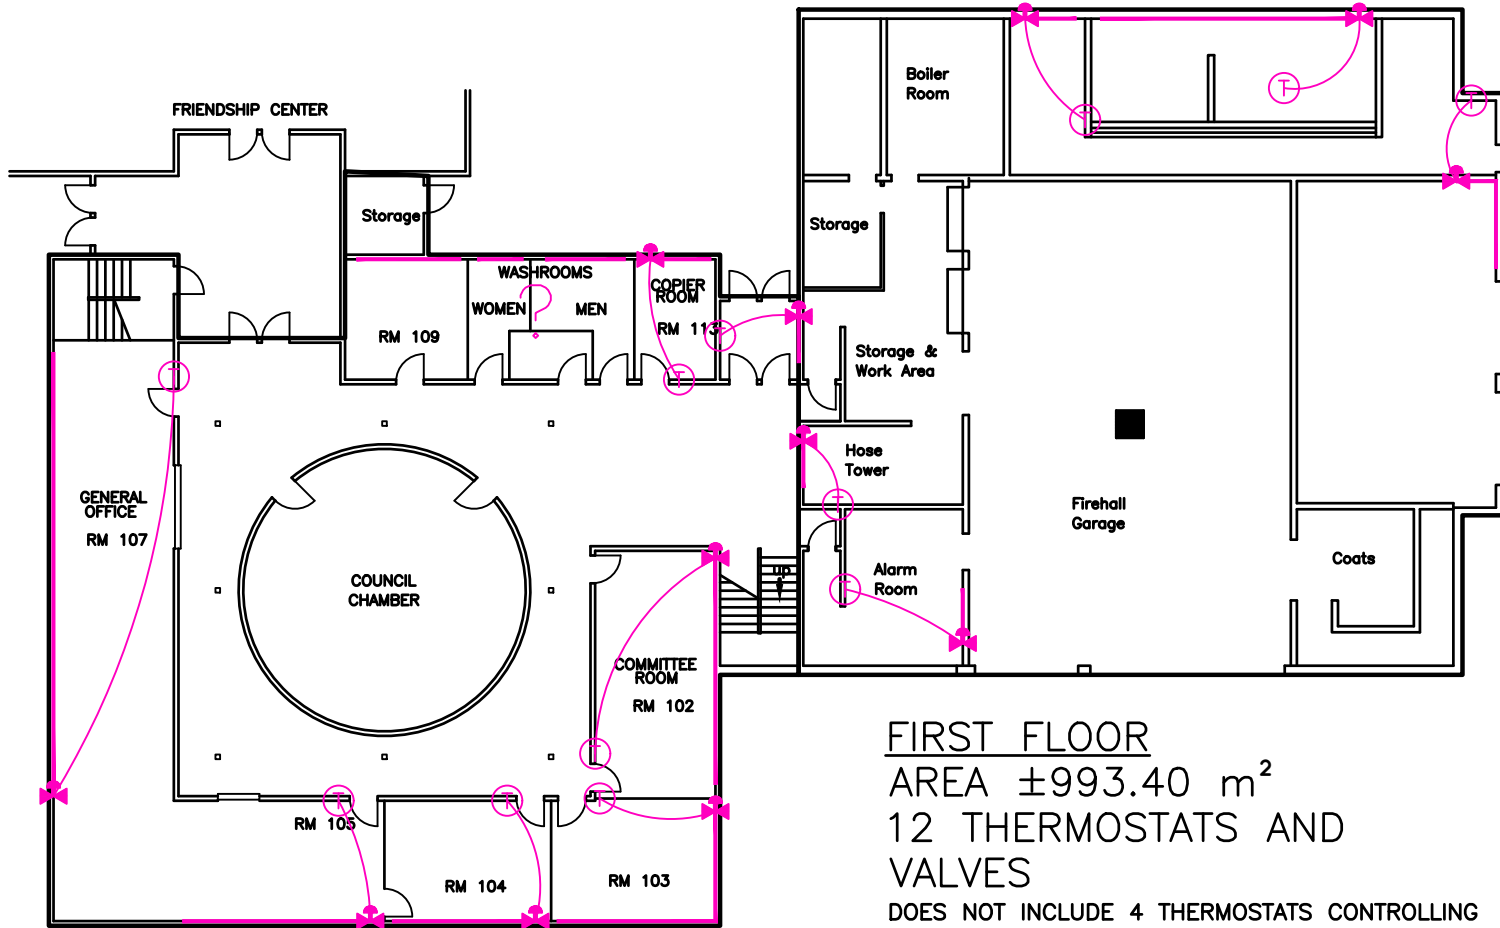 FRIENDSHIP CENTER
Boiler
Room
Storage
Storage
WASHROOMS
WOMEN
MEN
COPIER
ROOM
RM 109
RM 113
Storage &
Work Area
Hose
Tower
GENERAL
OFFICE
RM 107
Firehall
Garage
Coats
COUNCIL
CHAMBER
up
Alarm
Room
COMMITTEE
ROOM
RM 102
RM 105
RM 104
RM 103
T
T
T
T
T
T
T
T
T
T
T
T
FIRST FLOOR
AREA ±993.40 m²
12 THERMOSTATS AND
VALVES
DOES NOT INCLUDE 4 THERMOSTATS CONTROLLING